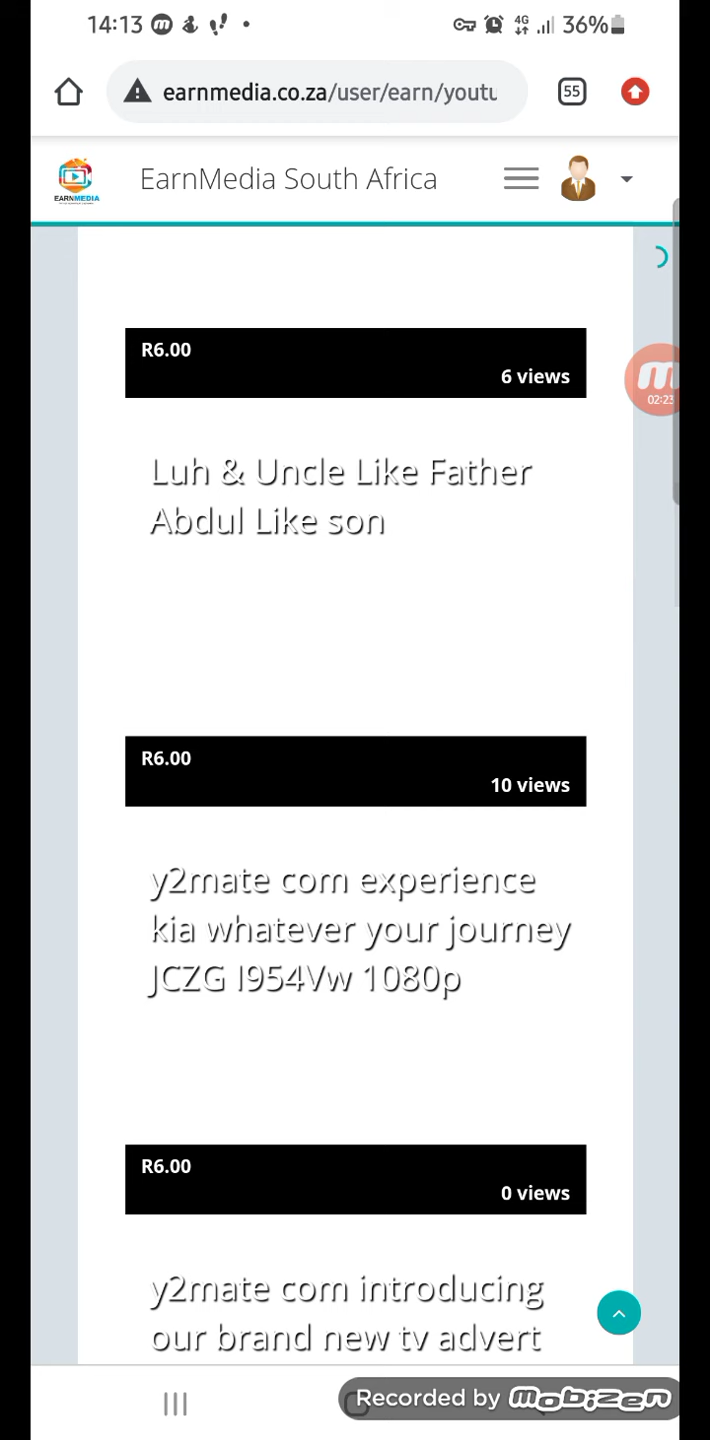 14:13
4G
36%
earnmedia.co.za/user/earn/youtu
55
EARNMEDIA
EarnMedia South Africa
R6.00
6 views
02:23
Luh & Uncle Like Father
Abdul Like son
R6.00
10 views
y2mate com experience
kia whatever your journey
JCZG l954Vw 1080p
R6.00
0 views
y2mate com introducing
our brand new tv advert
Recorded by mobizen